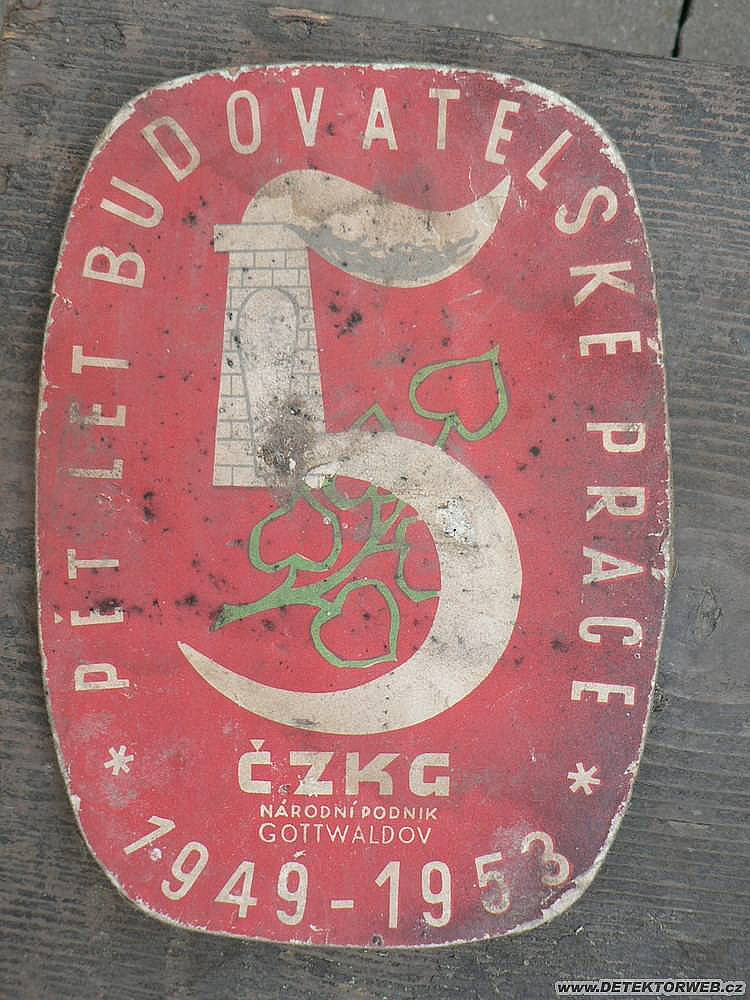 * PĚT LET BUDOVATELSKÉ PRÁCE *
ČZKG
NÁRODNÍ PODNIK
GOTTWALDOV
1949-1953
www.DETEKTORWEB.cz